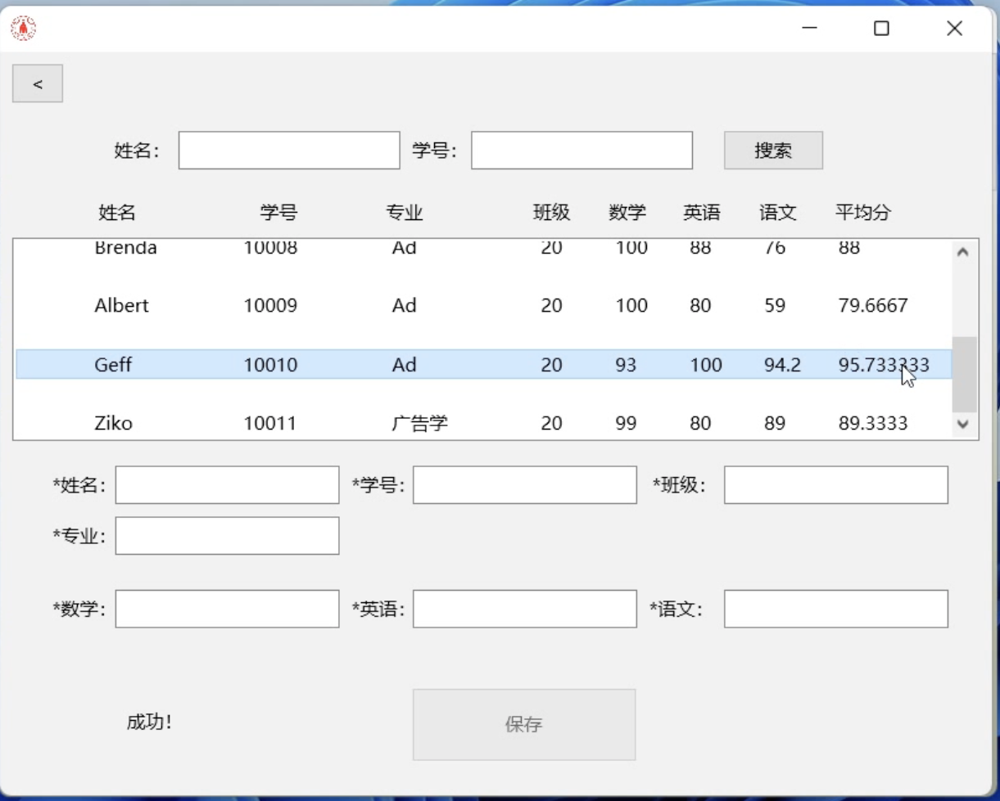 <
姓名： 学号： 搜索
姓名 学号 专业 班级 数学 英语 语文 平均分
Brenda 10008 Ad 20 100 88 76 88
Albert 10009 Ad 20 100 80 59 79.6667
Geff 10010 Ad 20 93 100 94.2 95.733333
Ziko 10011 广告学 20 99 80 89 89.3333
*姓名： *学号： *班级：
*专业：
*数学： *英语： *语文：
成功！ 保存